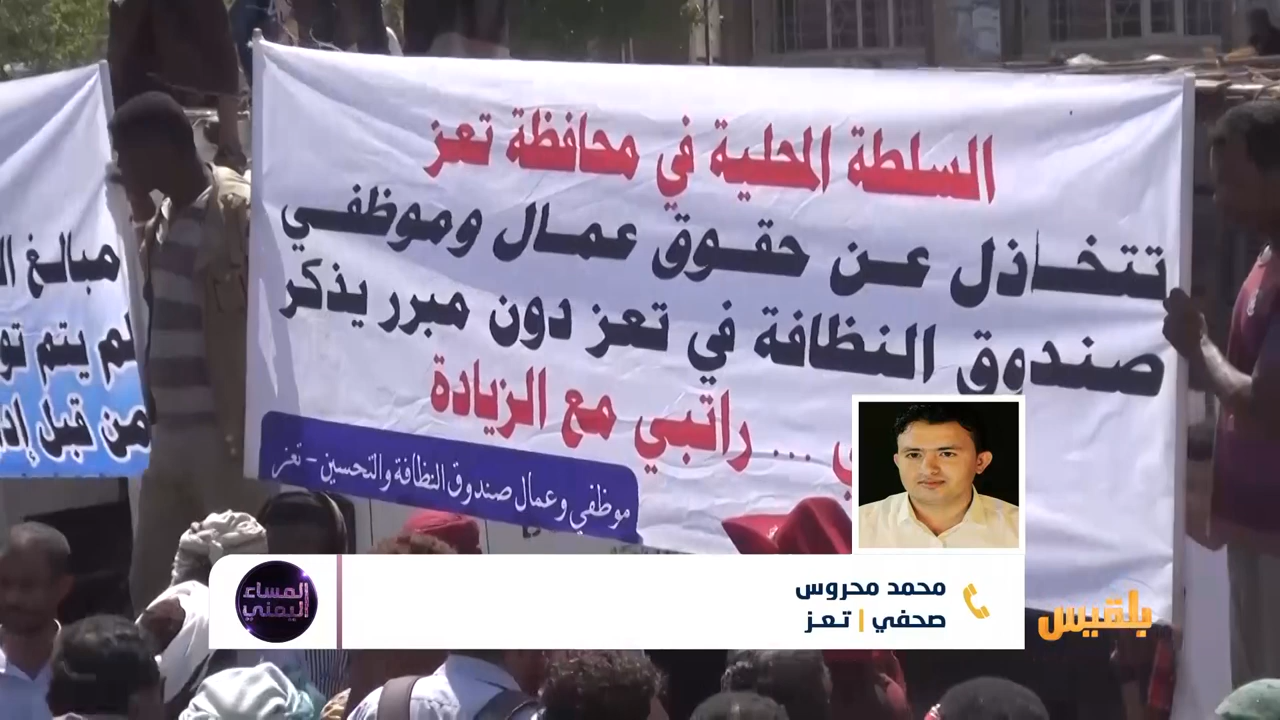 السلطة المحلية في محافظة تعز
تتخاذل عن حقوق عمال وموظفي
صندوق النظافة في تعز دون مبرر يذكر
راتبي مع الزيادة ...
موظفي وعمال صندوق النظافة والتحسين - تعز
مبالغ
لم يتم
من قبل
محمد محروس
صحفي | تعز
المساء
اليمني
بلقيس